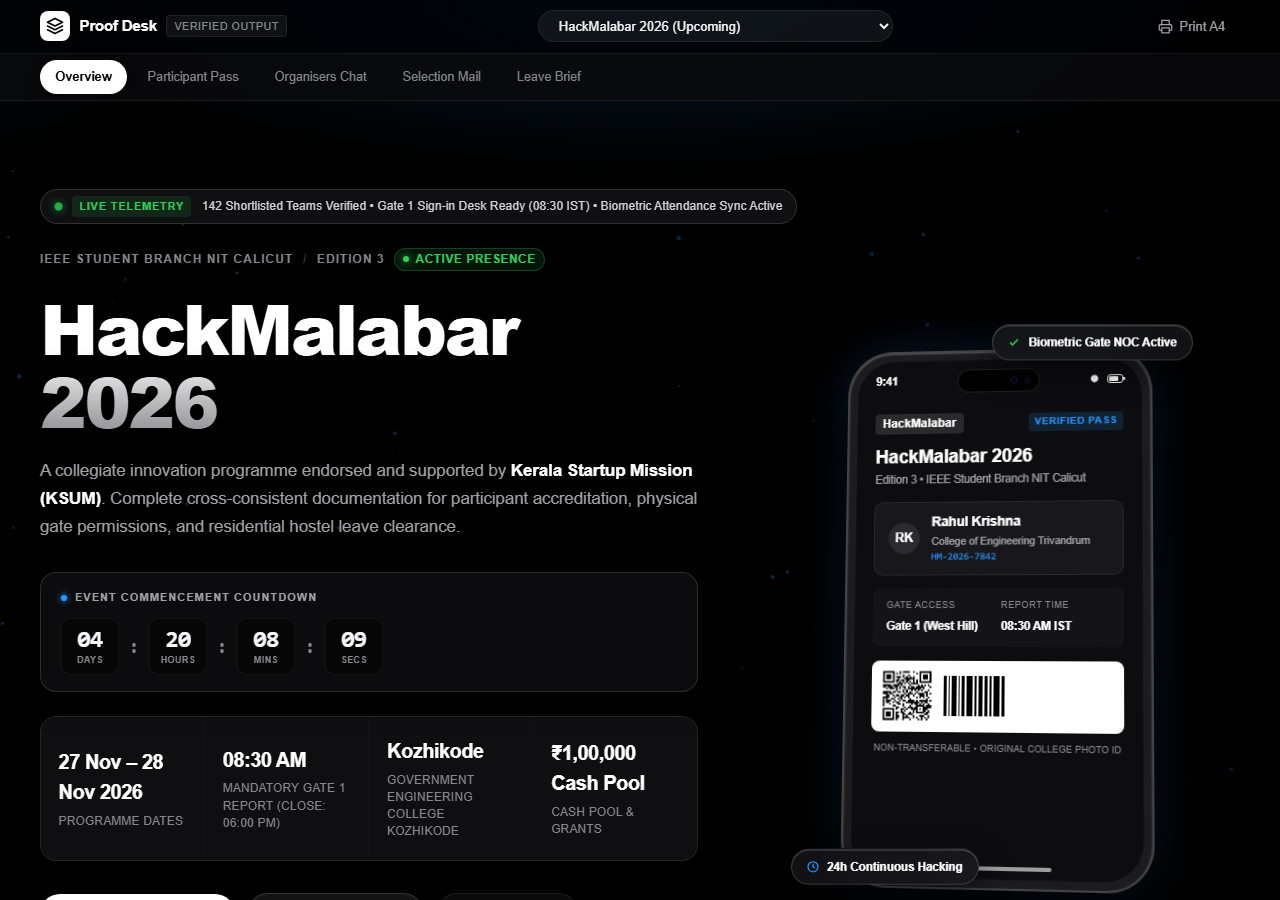 Proof Desk VERIFIED OUTPUT
HackMalabar 2026 (Upcoming)
Print A4
Overview Participant Pass Organisers Chat Selection Mail Leave Brief
LIVE TELEMETRY 142 Shortlisted Teams Verified • Gate 1 Sign-in Desk Ready (08:30 IST) • Biometric Attendance Sync Active
IEEE STUDENT BRANCH NIT CALICUT / EDITION 3 ACTIVE PRESENCE
HackMalabar
2026
A collegiate innovation programme endorsed and supported by Kerala Startup Mission
(KSUM). Complete cross-consistent documentation for participant accreditation, physical
gate permissions, and residential hostel leave clearance.
EVENT COMMENCEMENT COUNTDOWN
04 : 20 : 08 : 09
DAYS HOURS MINS SECS
27 Nov – 28
Nov 2026
PROGRAMME DATES
08:30 AM
MANDATORY GATE 1
REPORT (CLOSE:
06:00 PM)
Kozhikode
GOVERNMENT
ENGINEERING
COLLEGE
KOZHIKODE
₹1,00,000
Cash Pool
CASH POOL &
GRANTS
Biometric Gate NOC Active
9:41
HackMalabar VERIFIED PASS
HackMalabar 2026
Edition 3 • IEEE Student Branch NIT Calicut
RK
Rahul Krishna
College of Engineering Trivandrum
HM-2026-7842
GATE ACCESS REPORT TIME
Gate 1 (West Hill) 08:30 AM IST
NON-TRANSFERABLE • ORIGINAL COLLEGE PHOTO ID
24h Continuous Hacking